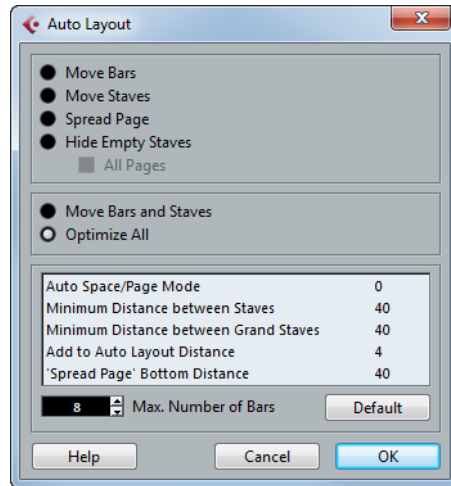 Auto Layout
Move Bars
Move Staves
Spread Page
Hide Empty Staves
All Pages
Move Bars and Staves
Optimize All
Auto Space/Page Mode 0
Minimum Distance between Staves 40
Minimum Distance between Grand Staves 40
Add to Auto Layout Distance 4
'Spread Page' Bottom Distance 40
8 Max. Number of Bars Default
Help Cancel OK